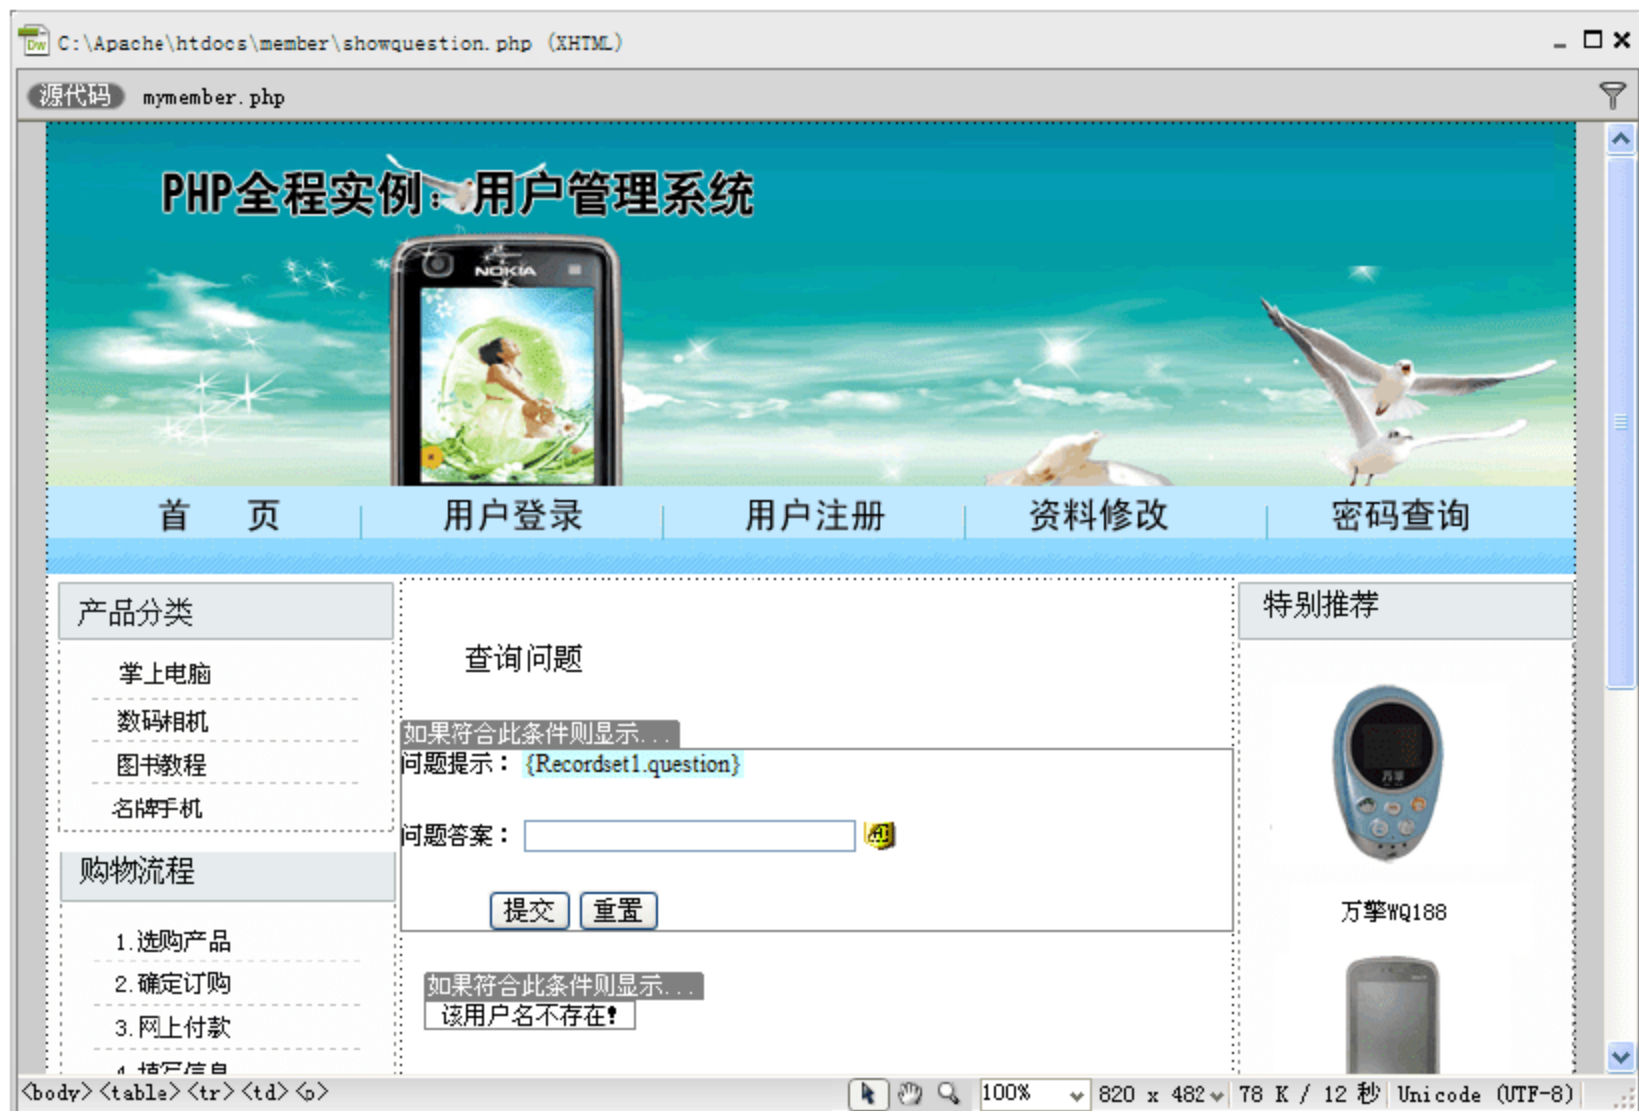 C:\Apache\htdocs\member\showquestion.php (XHTML)
源代码 mymember.php
PHP全程实例：用户管理系统
NOKIA
首 页 用户登录 用户注册 资料修改 密码查询
产品分类
掌上电脑
数码相机
图书教程
名牌手机
购物流程
1.选购产品
2.确定订购
3.网上付款
4.填写信息
查询问题
如果符合此条件则显示...
问题提示： {Recordset1.question}
问题答案：
提交 重置
如果符合此条件则显示...
该用户名不存在!
特别推荐
万擎
万擎WQ188
<body> <table> <tr> <td> <p> 100% 820 x 482 78 K / 12 秒 Unicode (UTF-8)